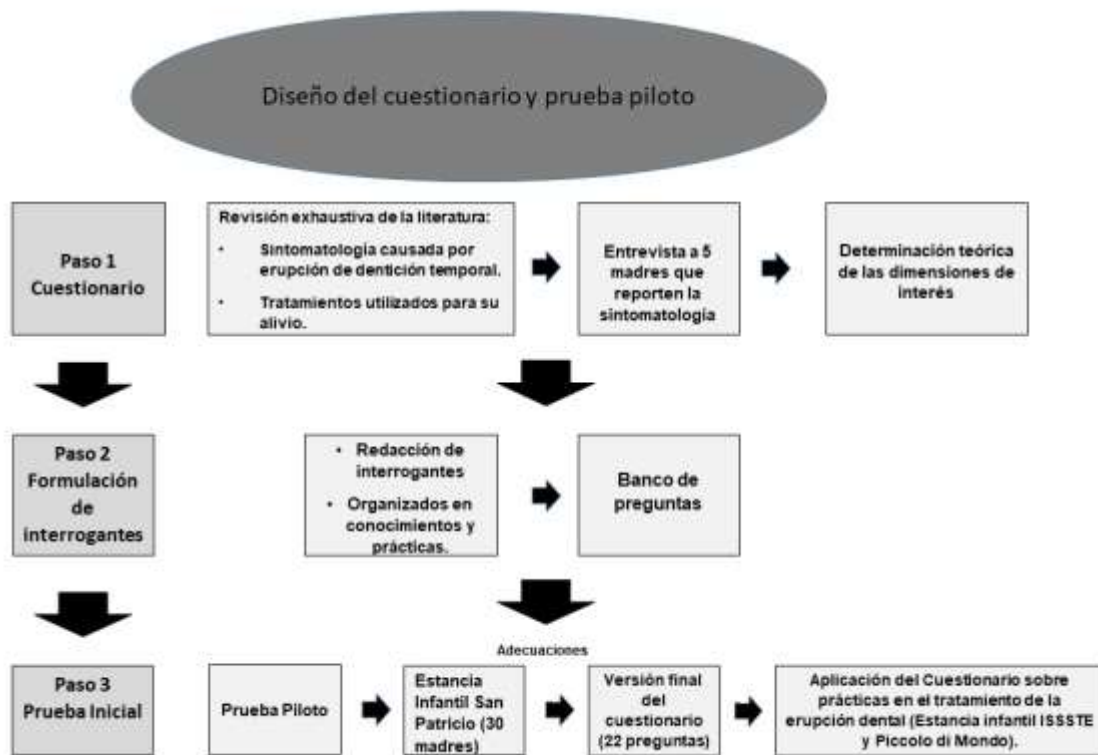 Diseño del cuestionario y prueba piloto
Paso 1
Cuestionario
Revisión exhaustiva de la literatura:
• Sintomatología causada por
erupción de dentición temporal.
• Tratamientos utilizados para su
alivio.
Entrevista a 5
madres que
reporten la
sintomatología
Determinación teórica
de las dimensiones de
interés
Paso 2
Formulación
de
interrogantes
• Redacción de
interrogantes
• Organizados en
conocimientos y
prácticas.
Banco de
preguntas
Adecuaciones
Paso 3
Prueba Inicial
Prueba Piloto
Estancia
Infantil San
Patricio (30
madres)
Versión final
del
cuestionario
(22 preguntas)
Aplicación del Cuestionario sobre
prácticas en el tratamiento de la
erupción dental (Estancia infantil ISSSTE
y Piccolo di Mondo).